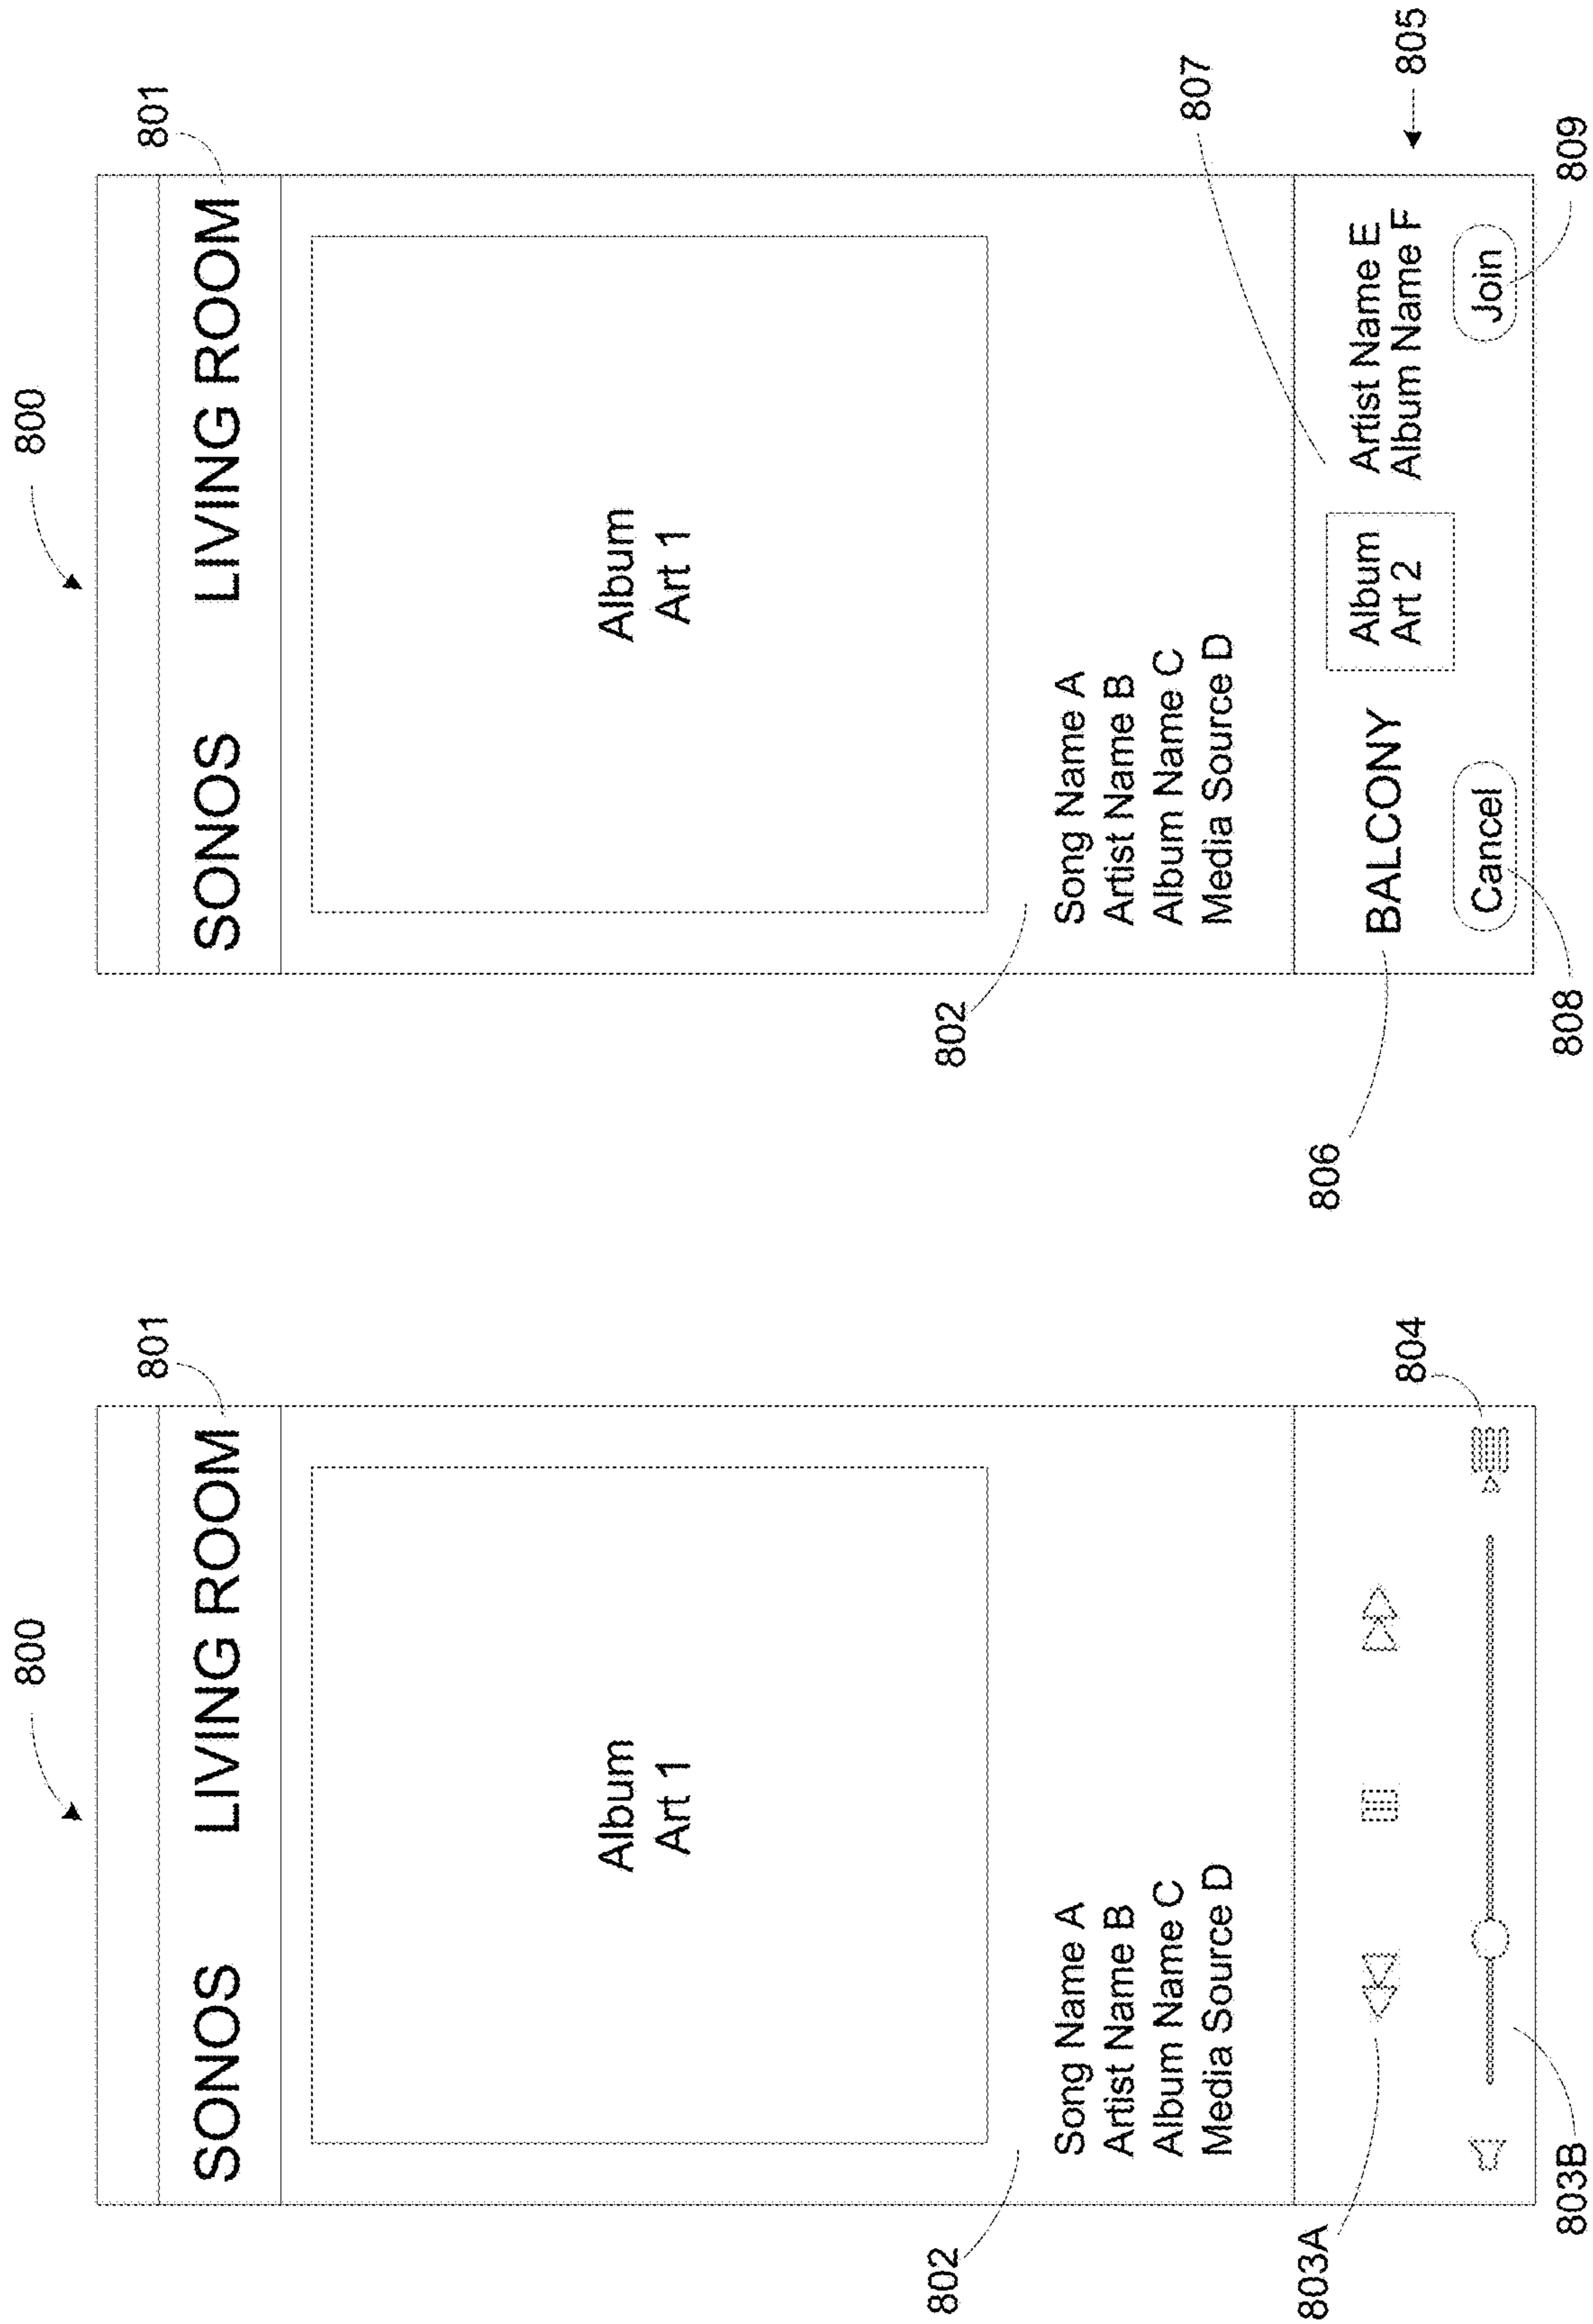 800
801
SONOS LIVING ROOM
Album
Art 1
802
Song Name A
Artist Name B
Album Name C
Media Source D
803A
804
803B
800
801
SONOS LIVING ROOM
Album
Art 1
802
Song Name A
Artist Name B
Album Name C
Media Source D
807
806
BALCONY
Album
Art 2
Artist Name E
Album Name F
805
Cancel
Join
808
809